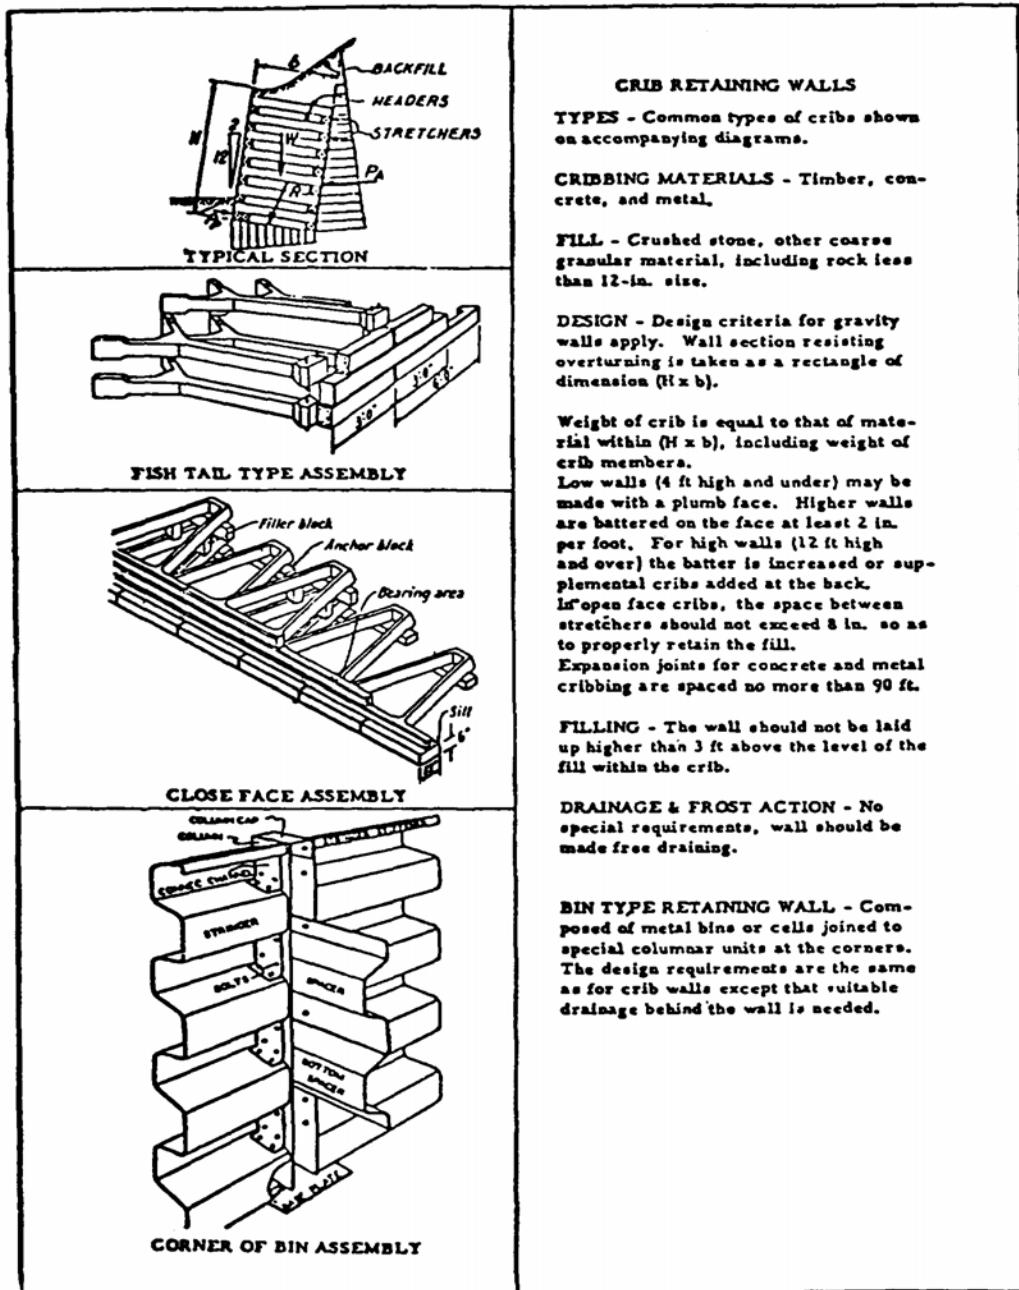 b
BACKFILL
HEADERS
STRETCHERS
H
2
12
W
PA
R
TYPICAL SECTION
3'-0"
6'-0"
3'-0"
FISH TAIL TYPE ASSEMBLY
Filler block
Anchor block
Bearing area
Sill
6"
CLOSE FACE ASSEMBLY
COLUMN CAP
COLUMN
STRINGER
BOLTS
SPACER
BOTTOM
SPACER
BASE PLATE
CORNER OF BIN ASSEMBLY
CRIB RETAINING WALLS
TYPES - Common types of cribs shown
on accompanying diagrams.
CRIBBING MATERIALS - Timber, con-
crete, and metal.
FILL - Crushed stone, other coarse
granular material, including rock less
than 12-in. size.
DESIGN - Design criteria for gravity
walls apply. Wall section resisting
overturning is taken as a rectangle of
dimension (H x b).
Weight of crib is equal to that of mate-
rial within (H x b), including weight of
crib members.
Low walls (4 ft high and under) may be
made with a plumb face. Higher walls
are battered on the face at least 2 in.
per foot. For high walls (12 ft high
and over) the batter is increased or sup-
plemental cribs added at the back.
In open face cribs, the space between
stretchers should not exceed 8 in. so as
to properly retain the fill.
Expansion joints for concrete and metal
cribbing are spaced no more than 90 ft.
FILLING - The wall should not be laid
up higher than 3 ft above the level of the
fill within the crib.
DRAINAGE & FROST ACTION - No
special requirements, wall should be
made free draining.
BIN TYPE RETAINING WALL - Com-
posed of metal bins or cells joined to
special columnar units at the corners.
The design requirements are the same
as for crib walls except that suitable
drainage behind the wall is needed.